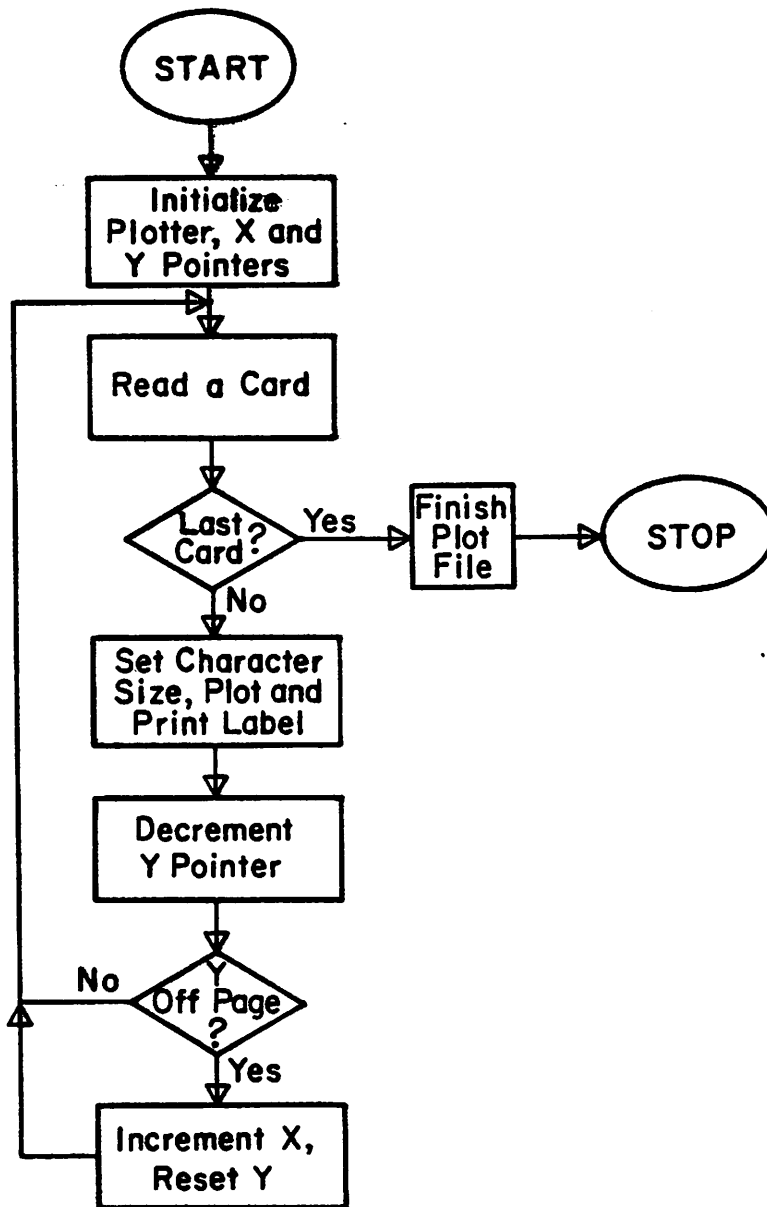 START
Initialize
Plotter, X and
Y Pointers
Read a Card
Last
Card?
Yes
Finish
Plot
File
STOP
No
Set Character
Size, Plot and
Print Label
Decrement
Y Pointer
No
Y
Off Page
?
Yes
Increment X,
Reset Y